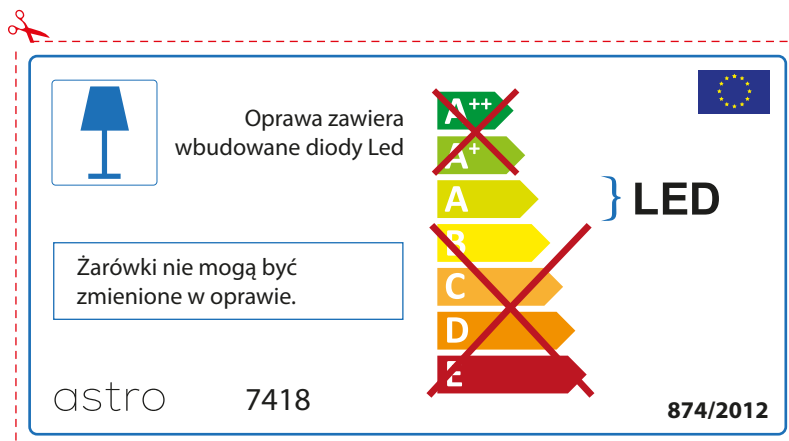 Oprawa zawiera
wbudowane diody Led
A++
A+
A
B
C
D
E
LED
Żarówki nie mogą być
zmienione w oprawie.
astro
7418
874/2012